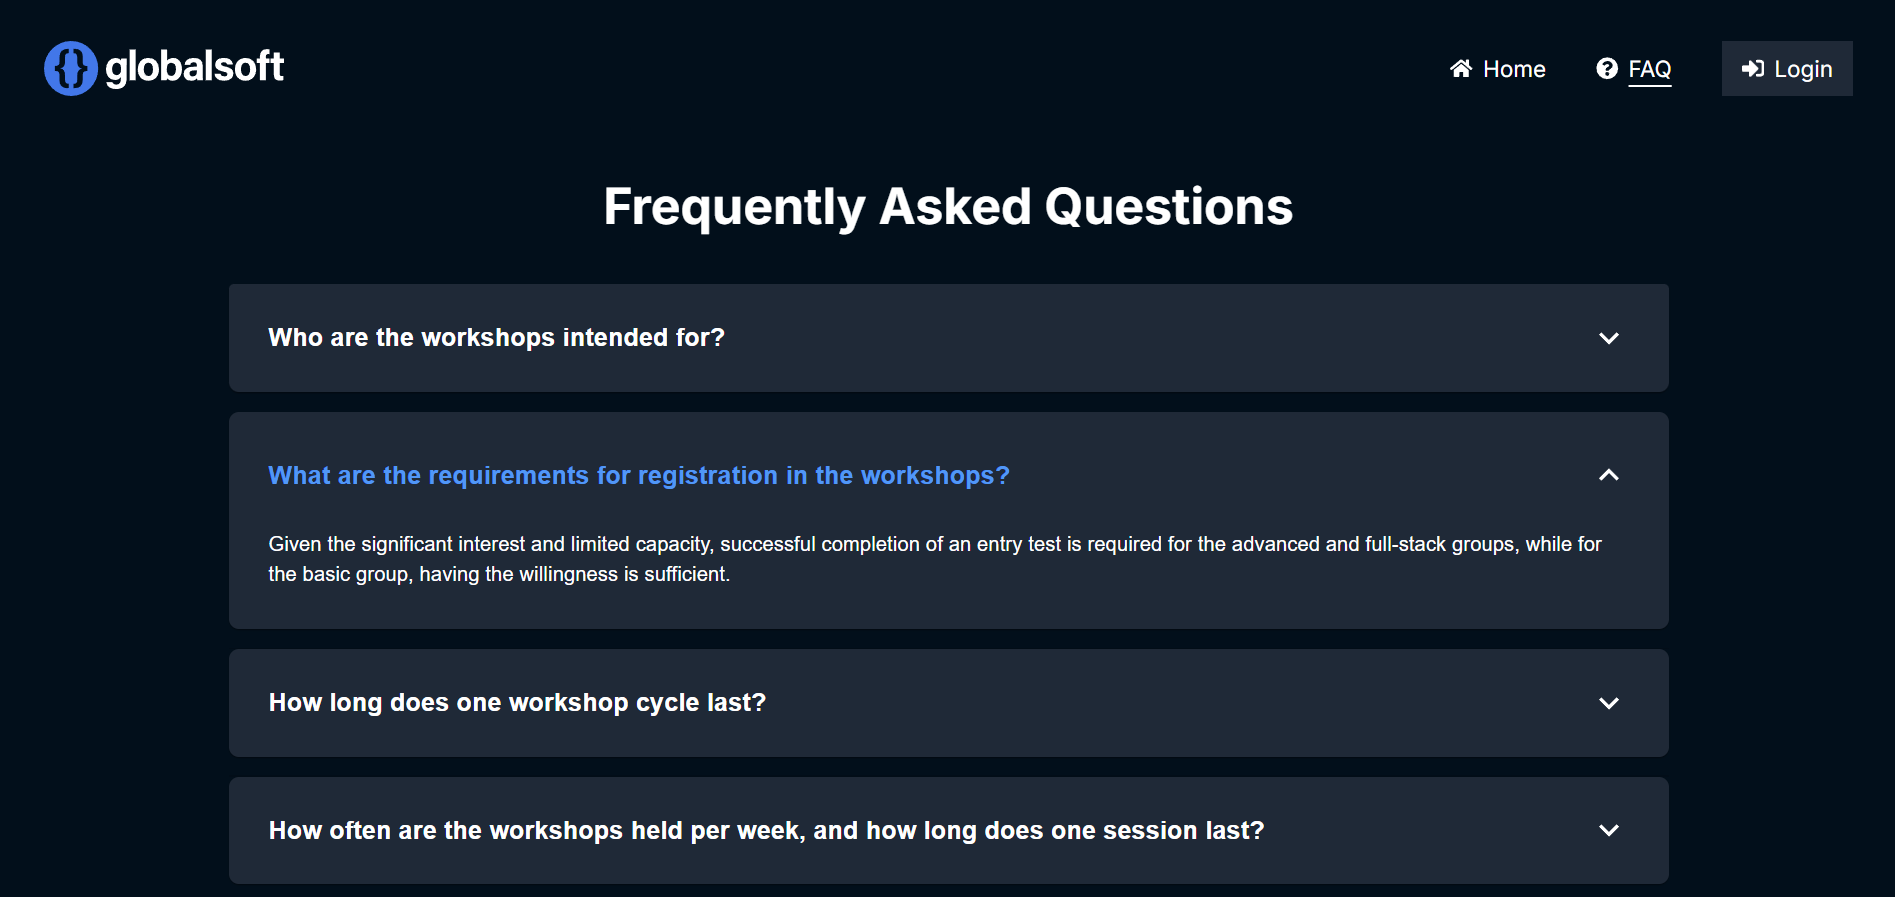 globalsoft
Home
FAQ
Login
Frequently Asked Questions
Who are the workshops intended for?
What are the requirements for registration in the workshops?
Given the significant interest and limited capacity, successful completion of an entry test is required for the advanced and full-stack groups, while for
the basic group, having the willingness is sufficient.
How long does one workshop cycle last?
How often are the workshops held per week, and how long does one session last?